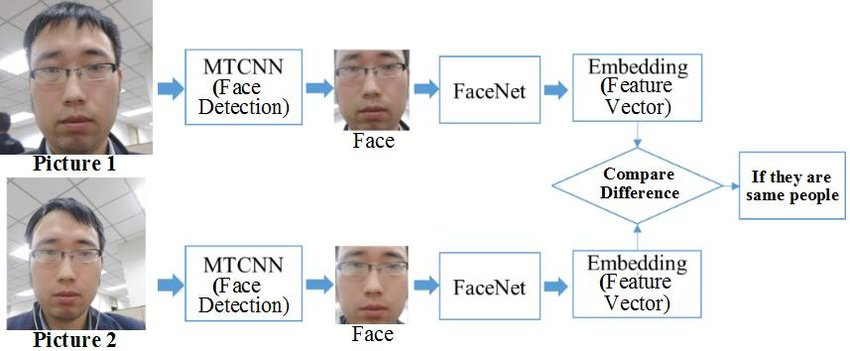 MTCNN
(Face
Detection)
Face
FaceNet
Embedding
(Feature
Vector)
Picture 1
Compare
Difference
If they are
same people
MTCNN
(Face
Detection)
Face
FaceNet
Embedding
(Feature
Vector)
Picture 2